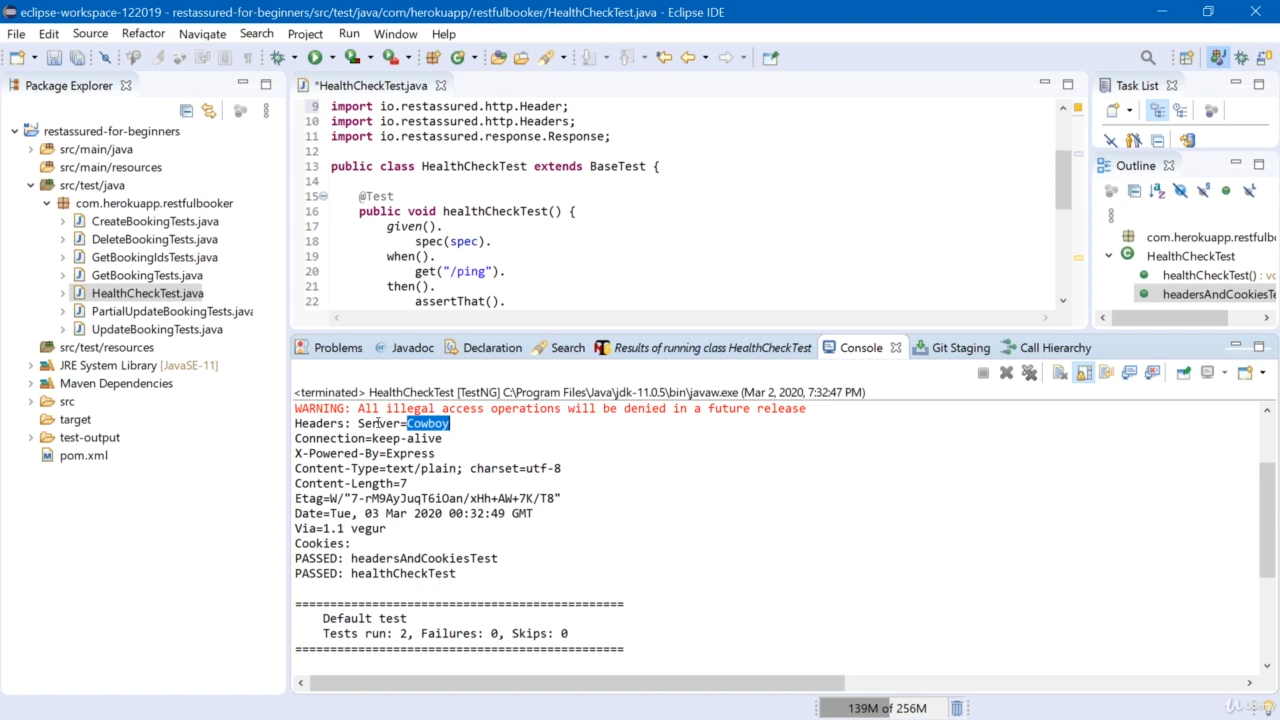 eclipse-workspace-122019 - restassured-for-beginners/src/test/java/com/herokuapp/restfulbooker/HealthCheckTest.java - Eclipse IDE
File Edit Source Refactor Navigate Search Project Run Window Help
Package Explorer
restassured-for-beginners
src/main/java
src/main/resources
src/test/java
com.herokuapp.restfulbooker
CreateBookingTests.java
DeleteBookingTests.java
GetBookingIdsTests.java
GetBookingTests.java
HealthCheckTest.java
PartialUpdateBookingTests.java
UpdateBookingTests.java
src/test/resources
JRE System Library [JavaSE-11]
Maven Dependencies
src
target
test-output
pom.xml
*HealthCheckTest.java
9 import io.restassured.http.Header;
10 import io.restassured.http.Headers;
11 import io.restassured.response.Response;
12
13 public class HealthCheckTest extends BaseTest {
14
15 @Test
16 public void healthCheckTest() {
17 given().
18 spec(spec).
19 when().
20 get("/ping").
21 then().
22 assertThat().
Task List
Outline
com.herokuapp.restfulb
HealthCheckTest
healthCheckTest() : vo
headersAndCookiesTe
Problems Javadoc Declaration Search Results of running class HealthCheckTest Console Git Staging Call Hierarchy
<terminated> HealthCheckTest [TestNG] C:\Program Files\Java\jdk-11.0.5\bin\javaw.exe (Mar 2, 2020, 7:32:47 PM)
WARNING: All illegal access operations will be denied in a future release
Headers: Server=Cowboy
Connection=keep-alive
X-Powered-By=Express
Content-Type=text/plain; charset=utf-8
Content-Length=7
Etag=W/"7-rM9AyJuqT6iOan/xHh+AW+7K/T8"
Date=Tue, 03 Mar 2020 00:32:49 GMT
Via=1.1 vegur
Cookies:
PASSED: headersAndCookiesTest
PASSED: healthCheckTest
===============================================
Default test
Tests run: 2, Failures: 0, Skips: 0
===============================================
139M of 256M
Udemy